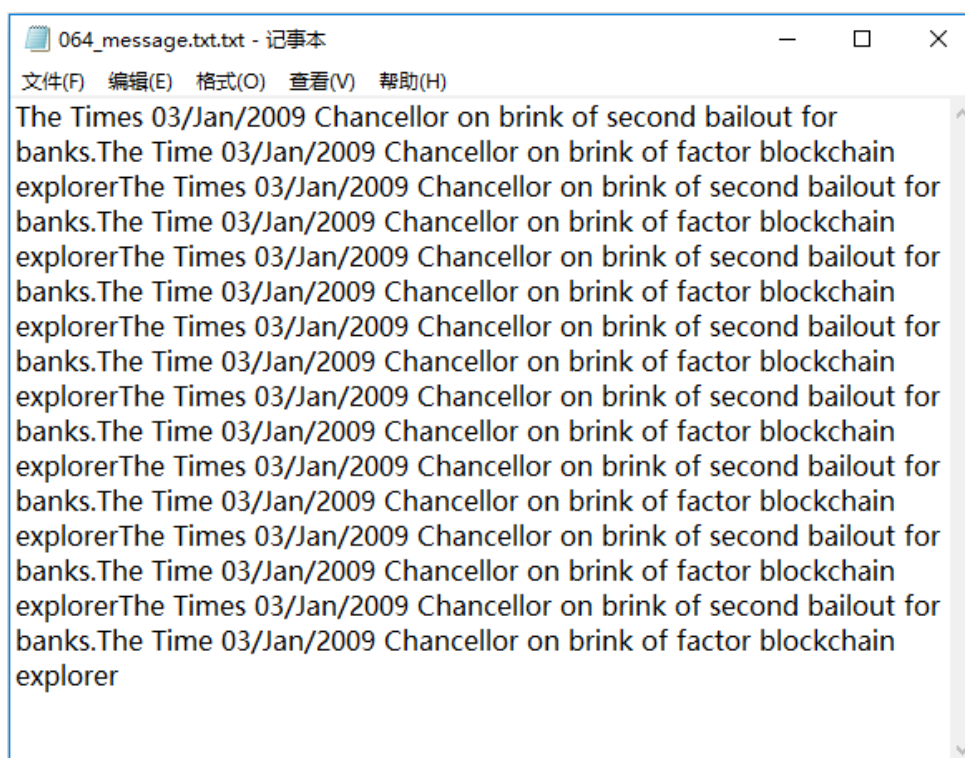 064_message.txt.txt - 记事本
文件(F) 编辑(E) 格式(O) 查看(V) 帮助(H)
The Times 03/Jan/2009 Chancellor on brink of second bailout for
banks.The Time 03/Jan/2009 Chancellor on brink of factor blockchain
explorerThe Times 03/Jan/2009 Chancellor on brink of second bailout for
banks.The Time 03/Jan/2009 Chancellor on brink of factor blockchain
explorerThe Times 03/Jan/2009 Chancellor on brink of second bailout for
banks.The Time 03/Jan/2009 Chancellor on brink of factor blockchain
explorerThe Times 03/Jan/2009 Chancellor on brink of second bailout for
banks.The Time 03/Jan/2009 Chancellor on brink of factor blockchain
explorerThe Times 03/Jan/2009 Chancellor on brink of second bailout for
banks.The Time 03/Jan/2009 Chancellor on brink of factor blockchain
explorerThe Times 03/Jan/2009 Chancellor on brink of second bailout for
banks.The Time 03/Jan/2009 Chancellor on brink of factor blockchain
explorerThe Times 03/Jan/2009 Chancellor on brink of second bailout for
banks.The Time 03/Jan/2009 Chancellor on brink of factor blockchain
explorerThe Times 03/Jan/2009 Chancellor on brink of second bailout for
banks.The Time 03/Jan/2009 Chancellor on brink of factor blockchain
explorer